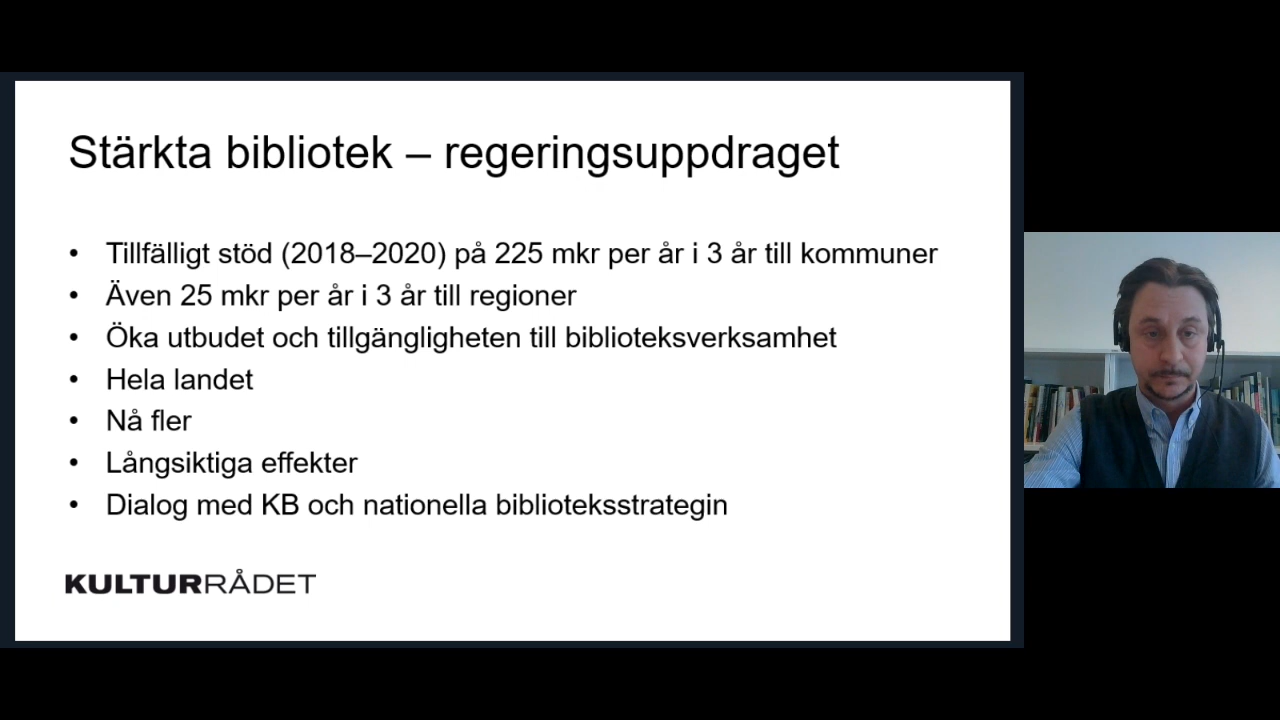 Stärkta bibliotek – regeringsuppdraget
• Tillfälligt stöd (2018–2020) på 225 mkr per år i 3 år till kommuner
• Även 25 mkr per år i 3 år till regioner
• Öka utbudet och tillgängligheten till biblioteksverksamhet
• Hela landet
• Nå fler
• Långsiktiga effekter
• Dialog med KB och nationella biblioteksstrategin
KULTURRÅDET